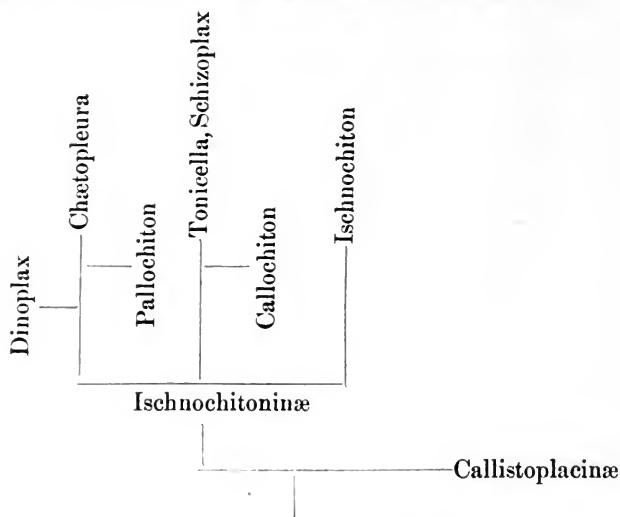 Dinoplax
Chætopleura
Pallochiton
Tonicella, Schizoplax
Callochiton
Ischnochiton
Ischnochitoninæ
Callistoplacinæ